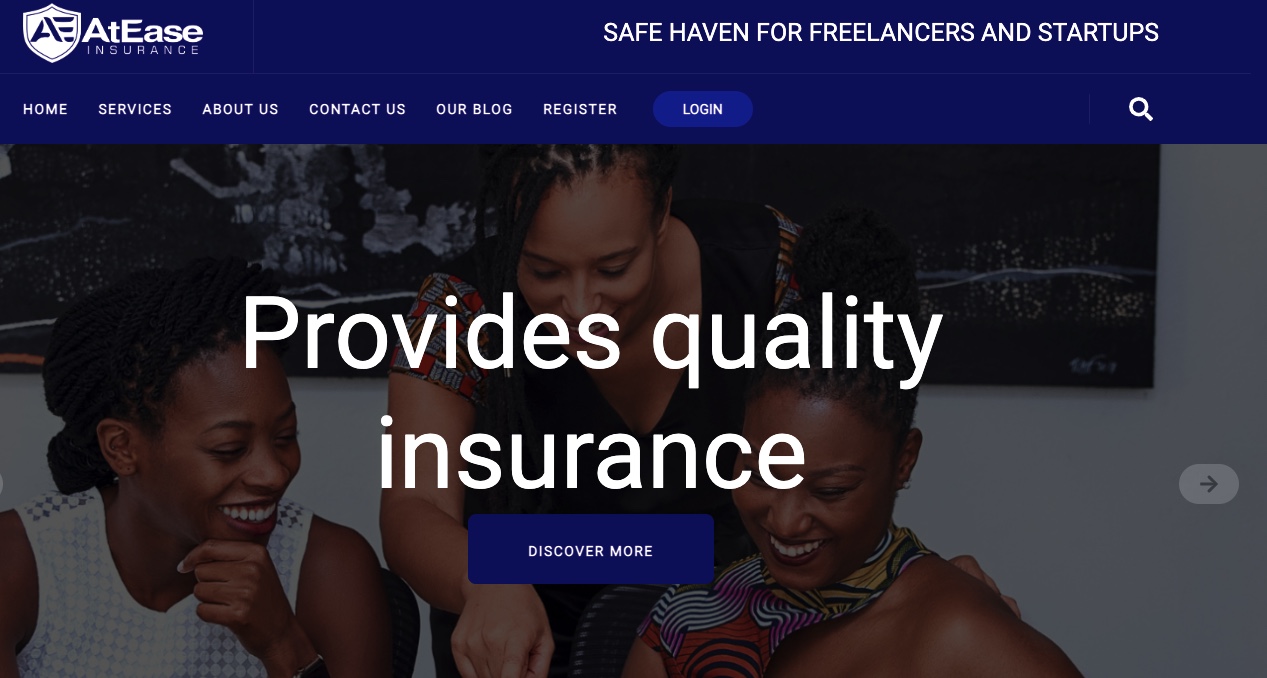 AE AtEase
INSURANCE
SAFE HAVEN FOR FREELANCERS AND STARTUPS
HOME SERVICES ABOUT US CONTACT US OUR BLOG REGISTER LOGIN
Provides quality
insurance
DISCOVER MORE